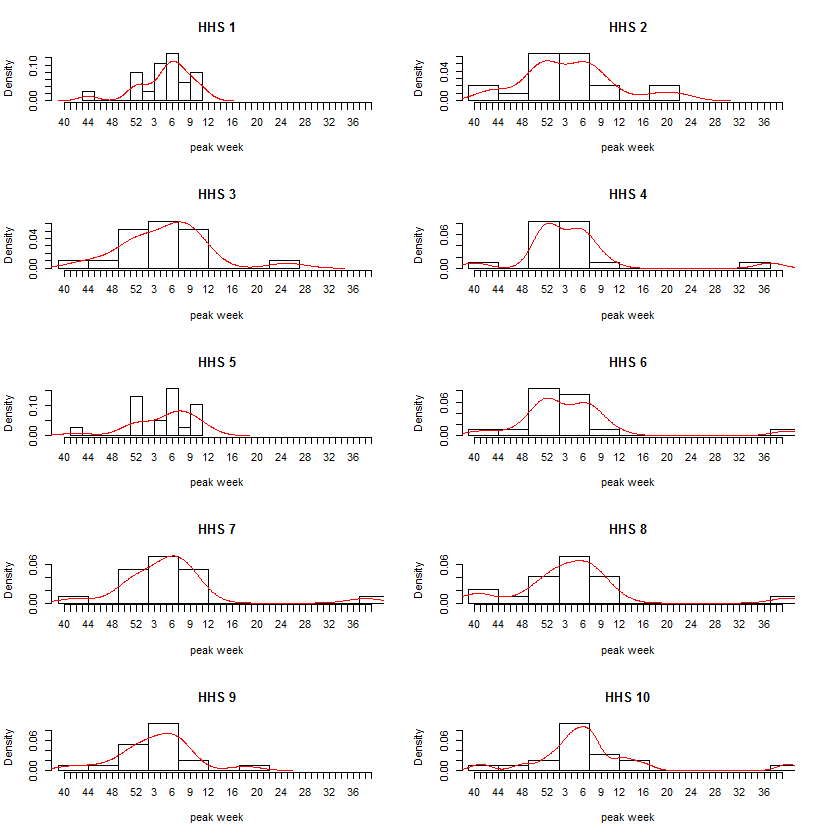 HHS 1
Density
0.00
0.10
40 44 48 52 3 6 9 12 16 20 24 28 32 36
peak week
HHS 2
Density
0.00
0.04
40 44 48 52 3 6 9 12 16 20 24 28 32 36
peak week
HHS 3
Density
0.00
0.04
40 44 48 52 3 6 9 12 16 20 24 28 32 36
peak week
HHS 4
Density
0.00
0.06
40 44 48 52 3 6 9 12 16 20 24 28 32 36
peak week
HHS 5
Density
0.00
0.10
40 44 48 52 3 6 9 12 16 20 24 28 32 36
peak week
HHS 6
Density
0.00
0.06
40 44 48 52 3 6 9 12 16 20 24 28 32 36
peak week
HHS 7
Density
0.00
0.06
40 44 48 52 3 6 9 12 16 20 24 28 32 36
peak week
HHS 8
Density
0.00
0.06
40 44 48 52 3 6 9 12 16 20 24 28 32 36
peak week
HHS 9
Density
0.00
0.06
40 44 48 52 3 6 9 12 16 20 24 28 32 36
peak week
HHS 10
Density
0.00
0.06
40 44 48 52 3 6 9 12 16 20 24 28 32 36
peak week